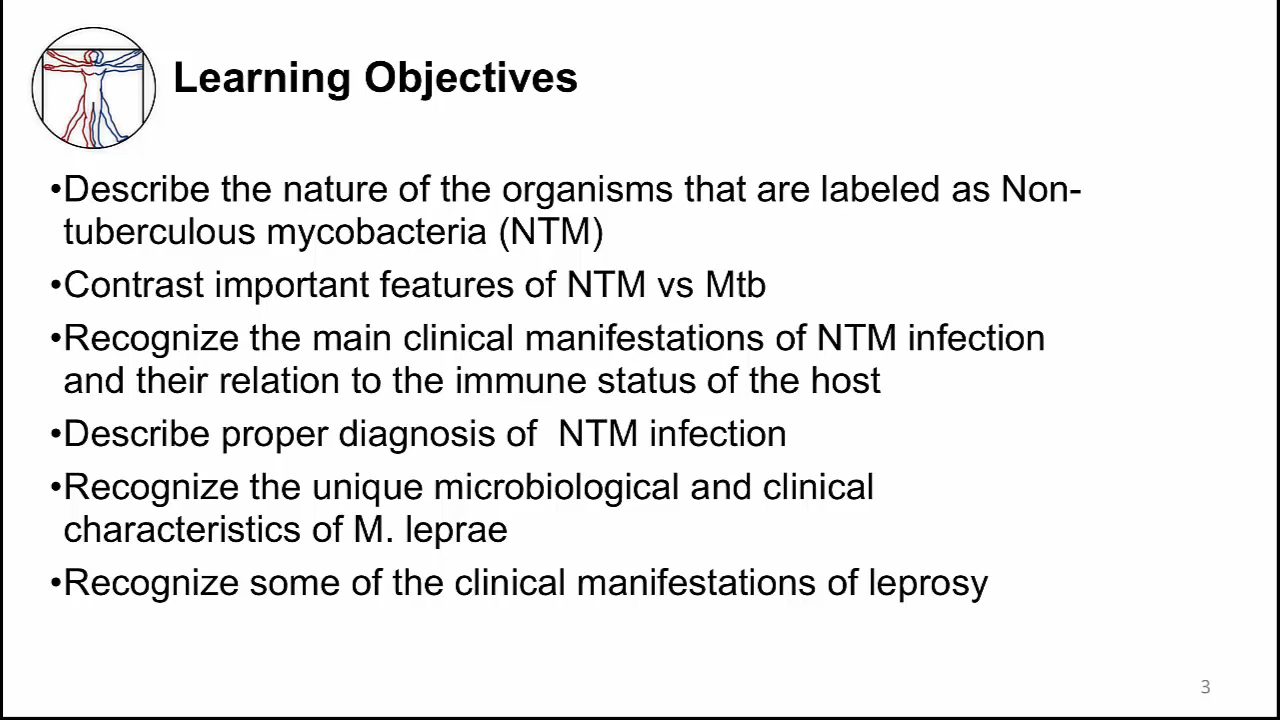 Learning Objectives
•Describe the nature of the organisms that are labeled as Non-
tuberculous mycobacteria (NTM)
•Contrast important features of NTM vs Mtb
•Recognize the main clinical manifestations of NTM infection
and their relation to the immune status of the host
•Describe proper diagnosis of  NTM infection
•Recognize the unique microbiological and clinical
characteristics of M. leprae
•Recognize some of the clinical manifestations of leprosy
3